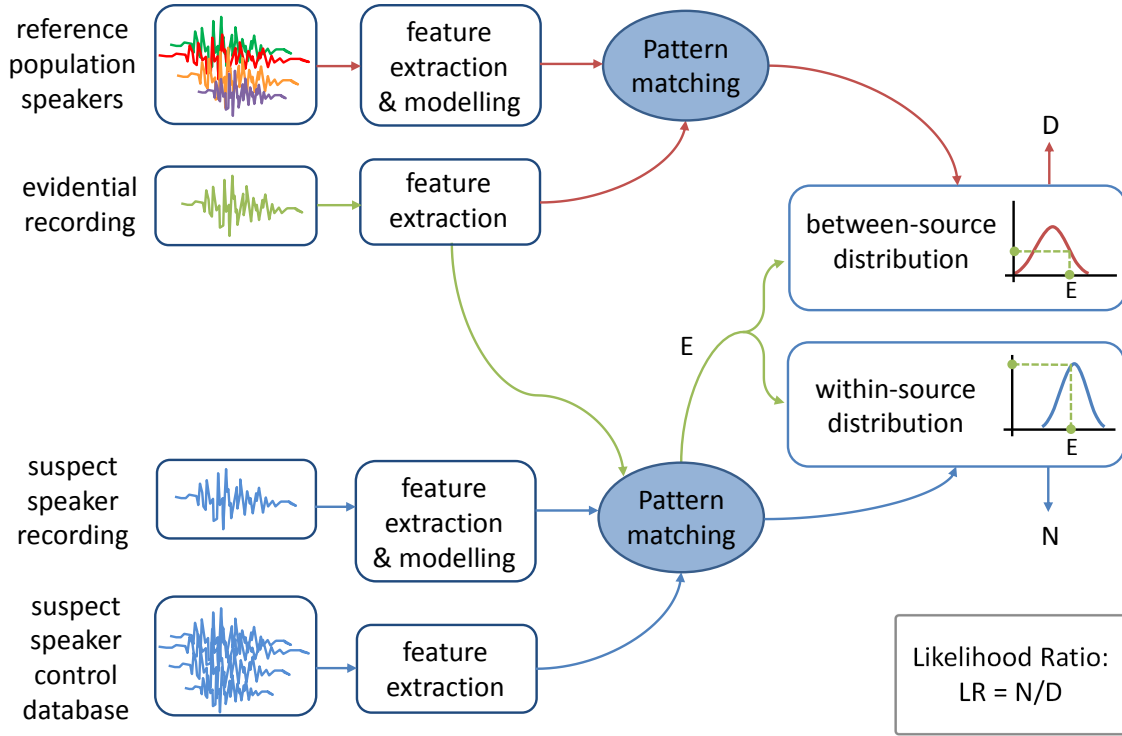 reference
population
speakers
feature
extraction
& modelling
Pattern
matching
evidential
recording
feature
extraction
D
between-source
distribution
E
E
within-source
distribution
E
suspect
speaker
recording
feature
extraction
& modelling
Pattern
matching
N
suspect
speaker
control
database
feature
extraction
Likelihood Ratio:
LR = N/D